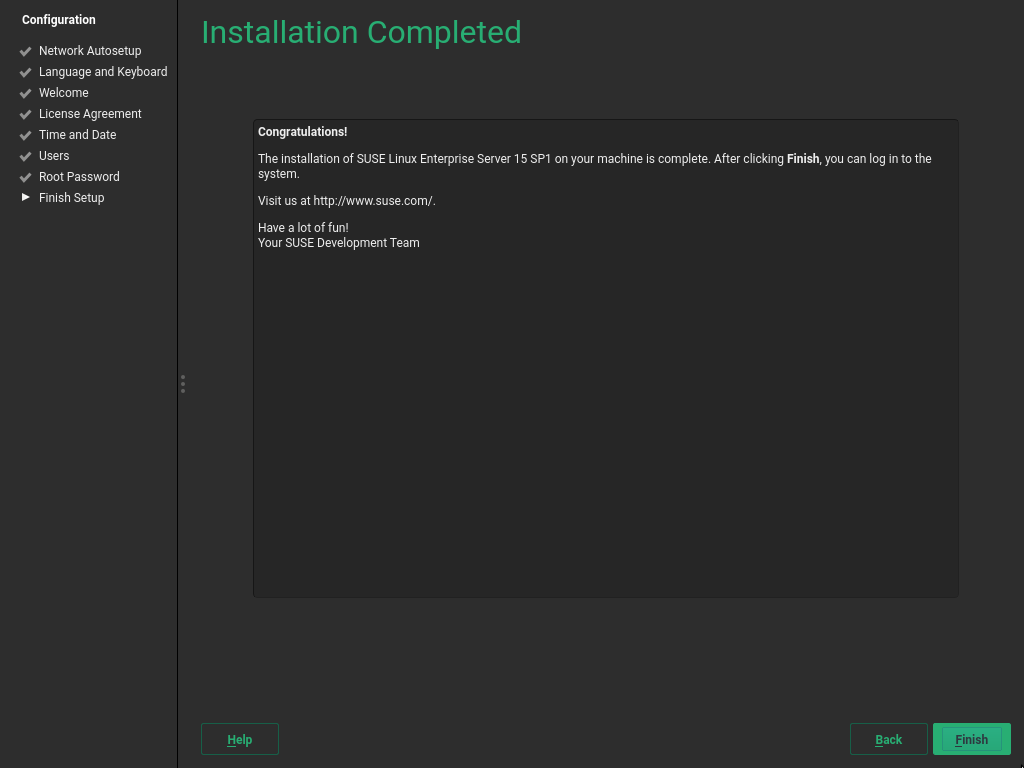 Configuration
Network Autosetup
Language and Keyboard
Welcome
License Agreement
Time and Date
Users
Root Password
Finish Setup
Installation Completed
Congratulations!
The installation of SUSE Linux Enterprise Server 15 SP1 on your machine is complete. After clicking Finish, you can log in to the
system.
Visit us at http://www.suse.com/.
Have a lot of fun!
Your SUSE Development Team
Help
Back
Finish